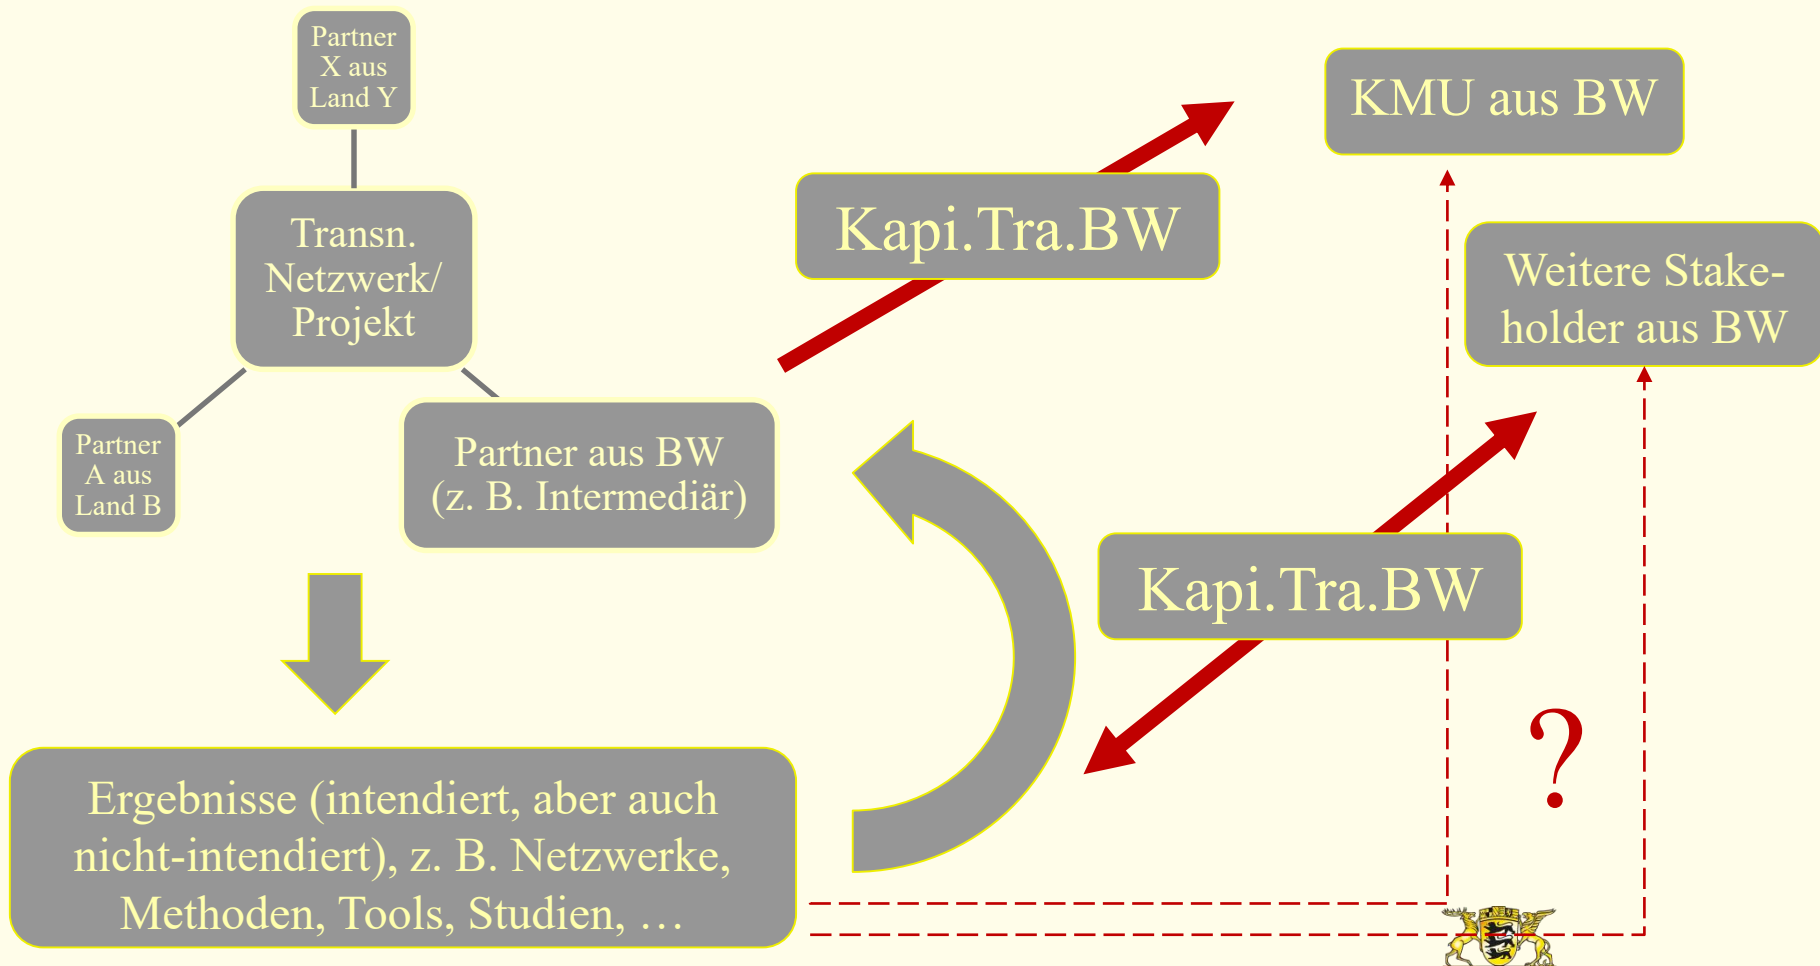 Partner
X aus
Land Y
Transn.
Netzwerk/
Projekt
Partner
A aus
Land B
Partner aus BW
(z. B. Intermediär)
Kapi.Tra.BW
KMU aus BW
Weitere Stake-
holder aus BW
Kapi.Tra.BW
?
Ergebnisse (intendiert, aber auch
nicht-intendiert), z. B. Netzwerke,
Methoden, Tools, Studien, …